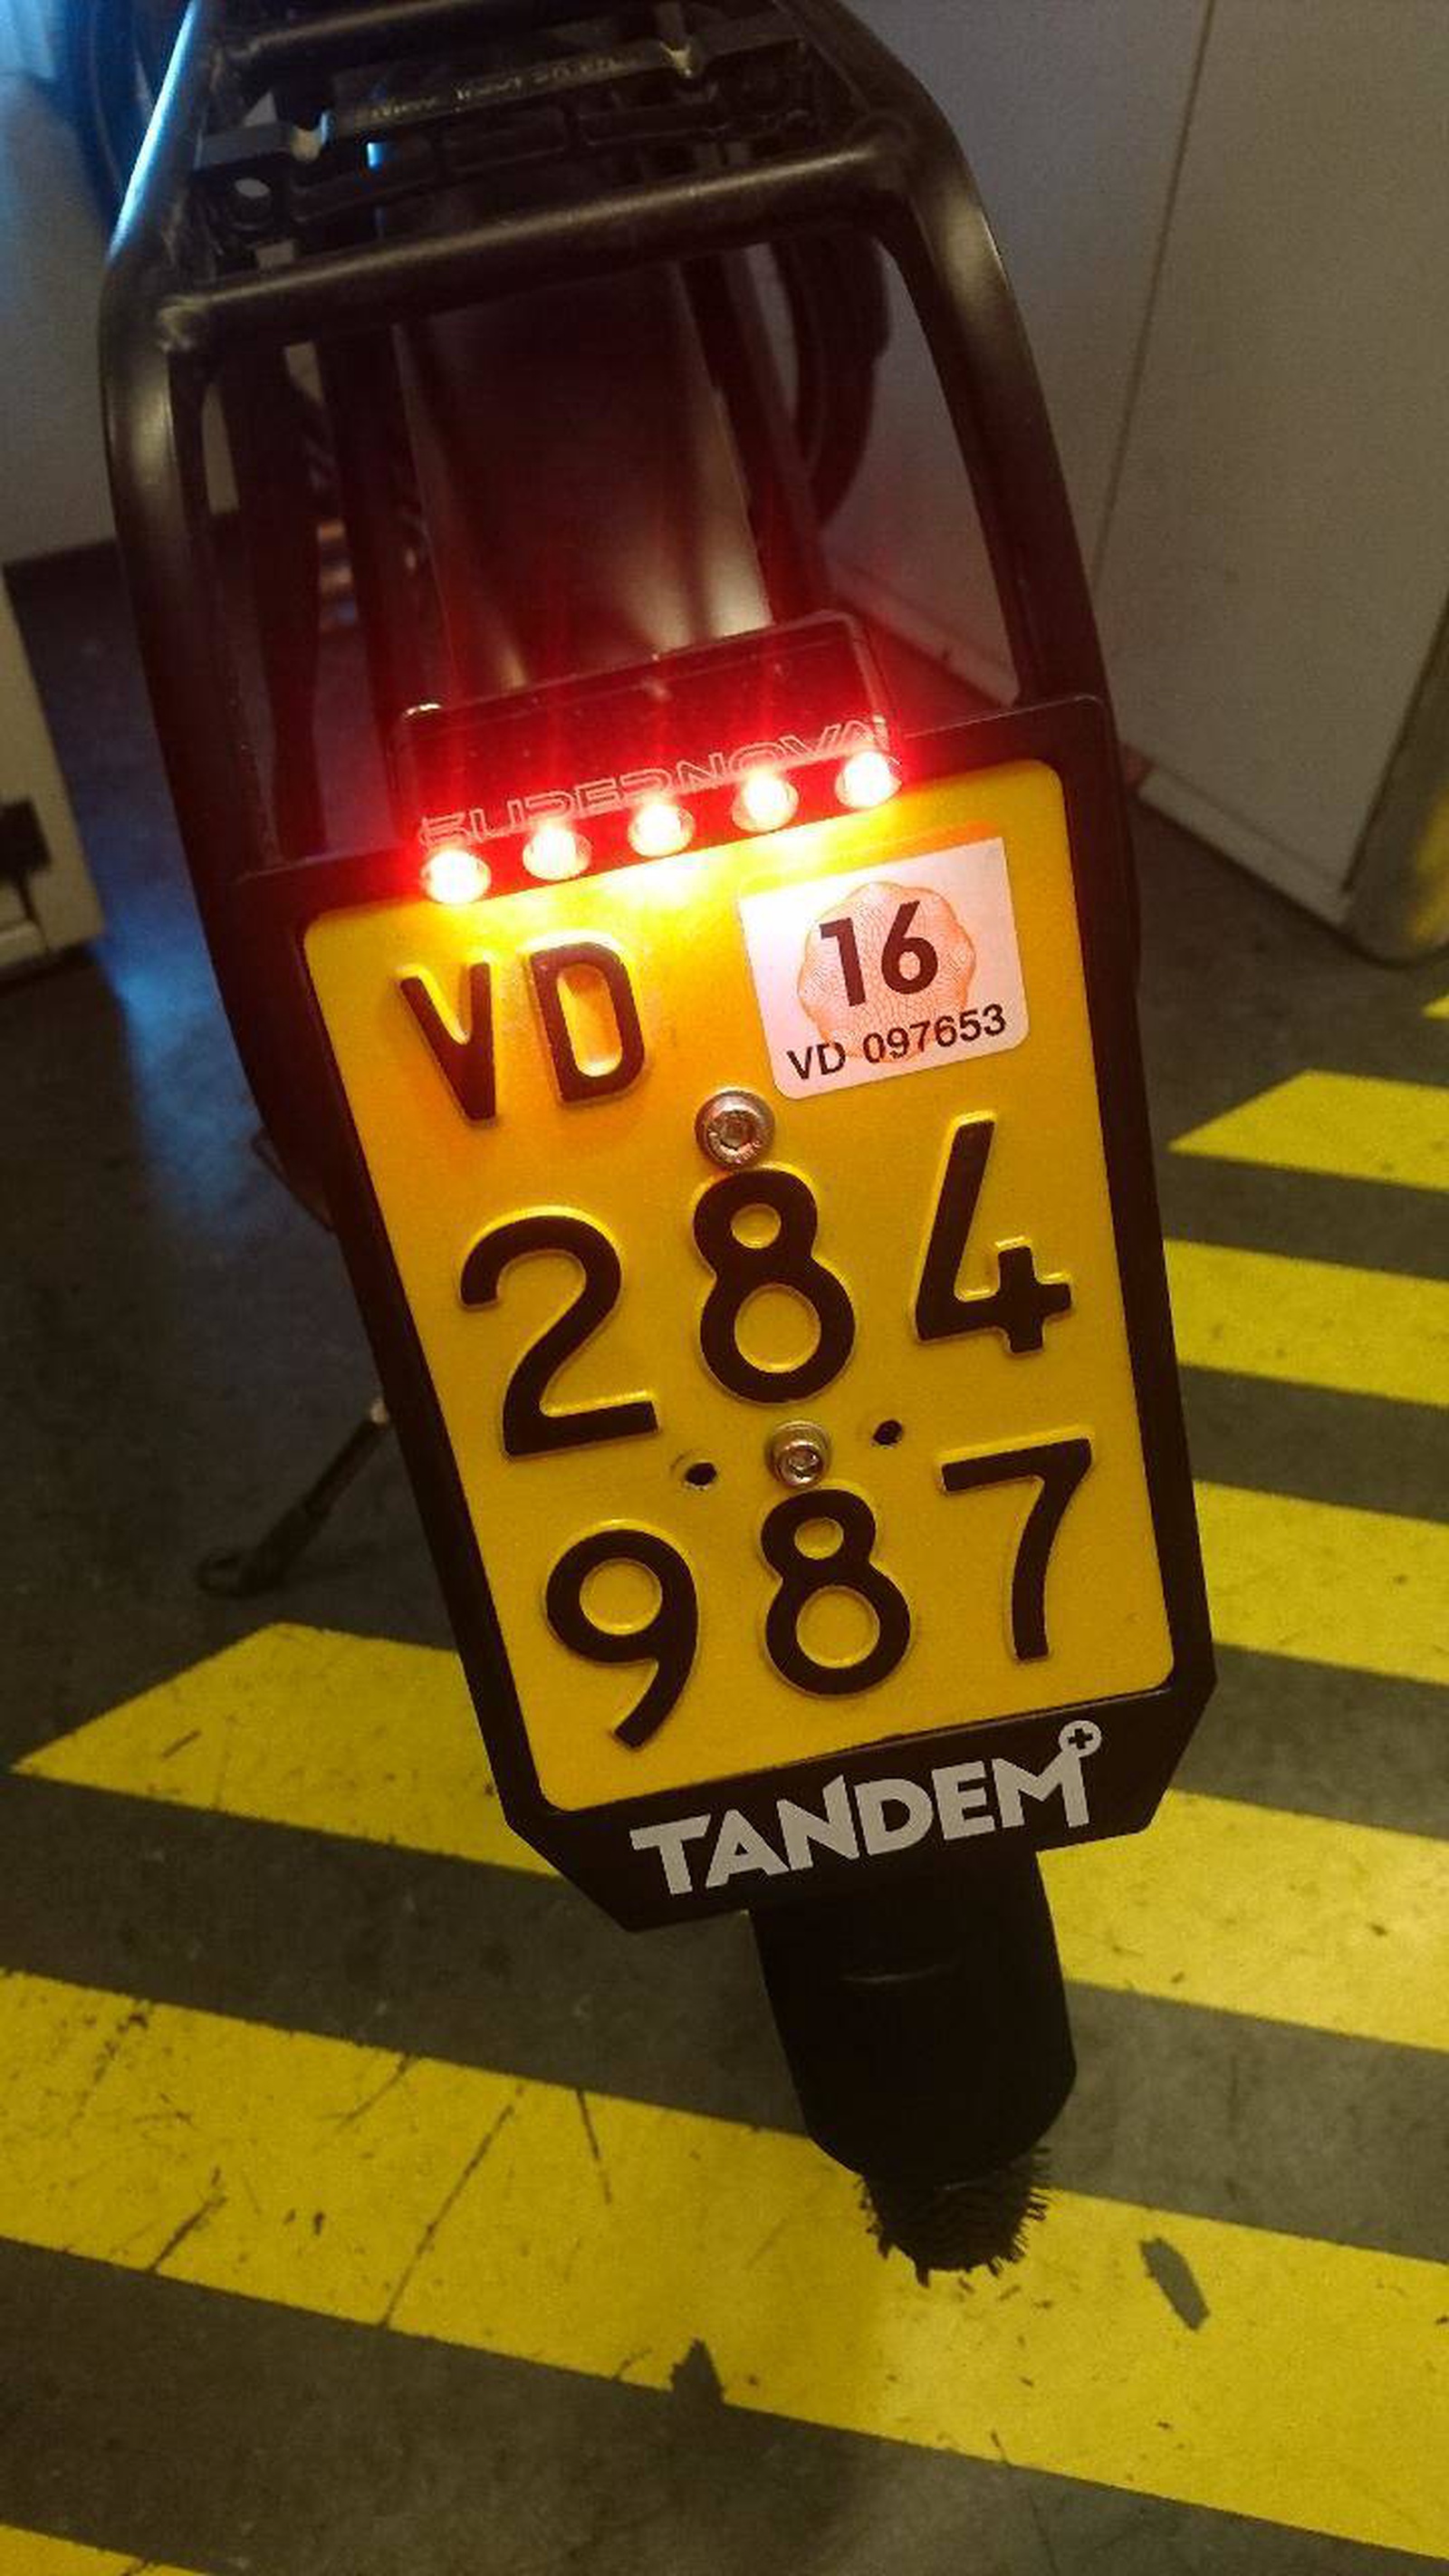 SUPERNOVA
VD
16
VD 097653
284
987
TANDEM